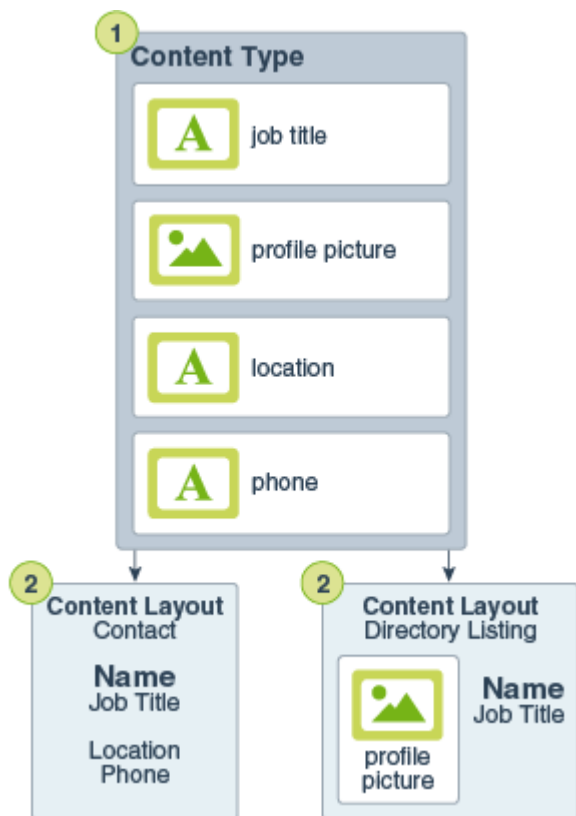 1
Content Type
A
job title
profile picture
A
location
A
phone
2
Content Layout
Contact
Name
Job Title
Location
Phone
2
Content Layout
Directory Listing
profile
picture
Name
Job Title